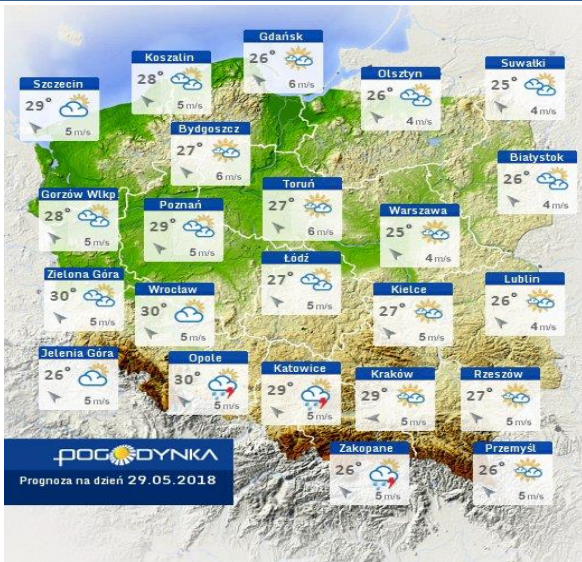 Gdańsk
26°
6 m/s
Koszalin
28°
5 m/s
Suwałki
25°
4 m/s
Olsztyn
26°
4 m/s
Szczecin
29°
5 m/s
Bydgoszcz
27°
6 m/s
Białystok
26°
4 m/s
Toruń
27°
6 m/s
Gorzów Wlkp
28°
5 m/s
Poznań
29°
5 m/s
Warszawa
25°
4 m/s
Łódź
27°
5 m/s
Zielona Góra
30°
5 m/s
Lublin
26°
4 m/s
Wrocław
30°
5 m/s
Kielce
27°
5 m/s
Jelenia Góra
26°
5 m/s
Opole
30°
5 m/s
Katowice
29°
5 m/s
Kraków
29°
5 m/s
Rzeszów
27°
5 m/s
Zakopane
26°
5 m/s
Przemyśl
26°
5 m/s
POGODYNKA
Prognoza na dzień 29.05.2018